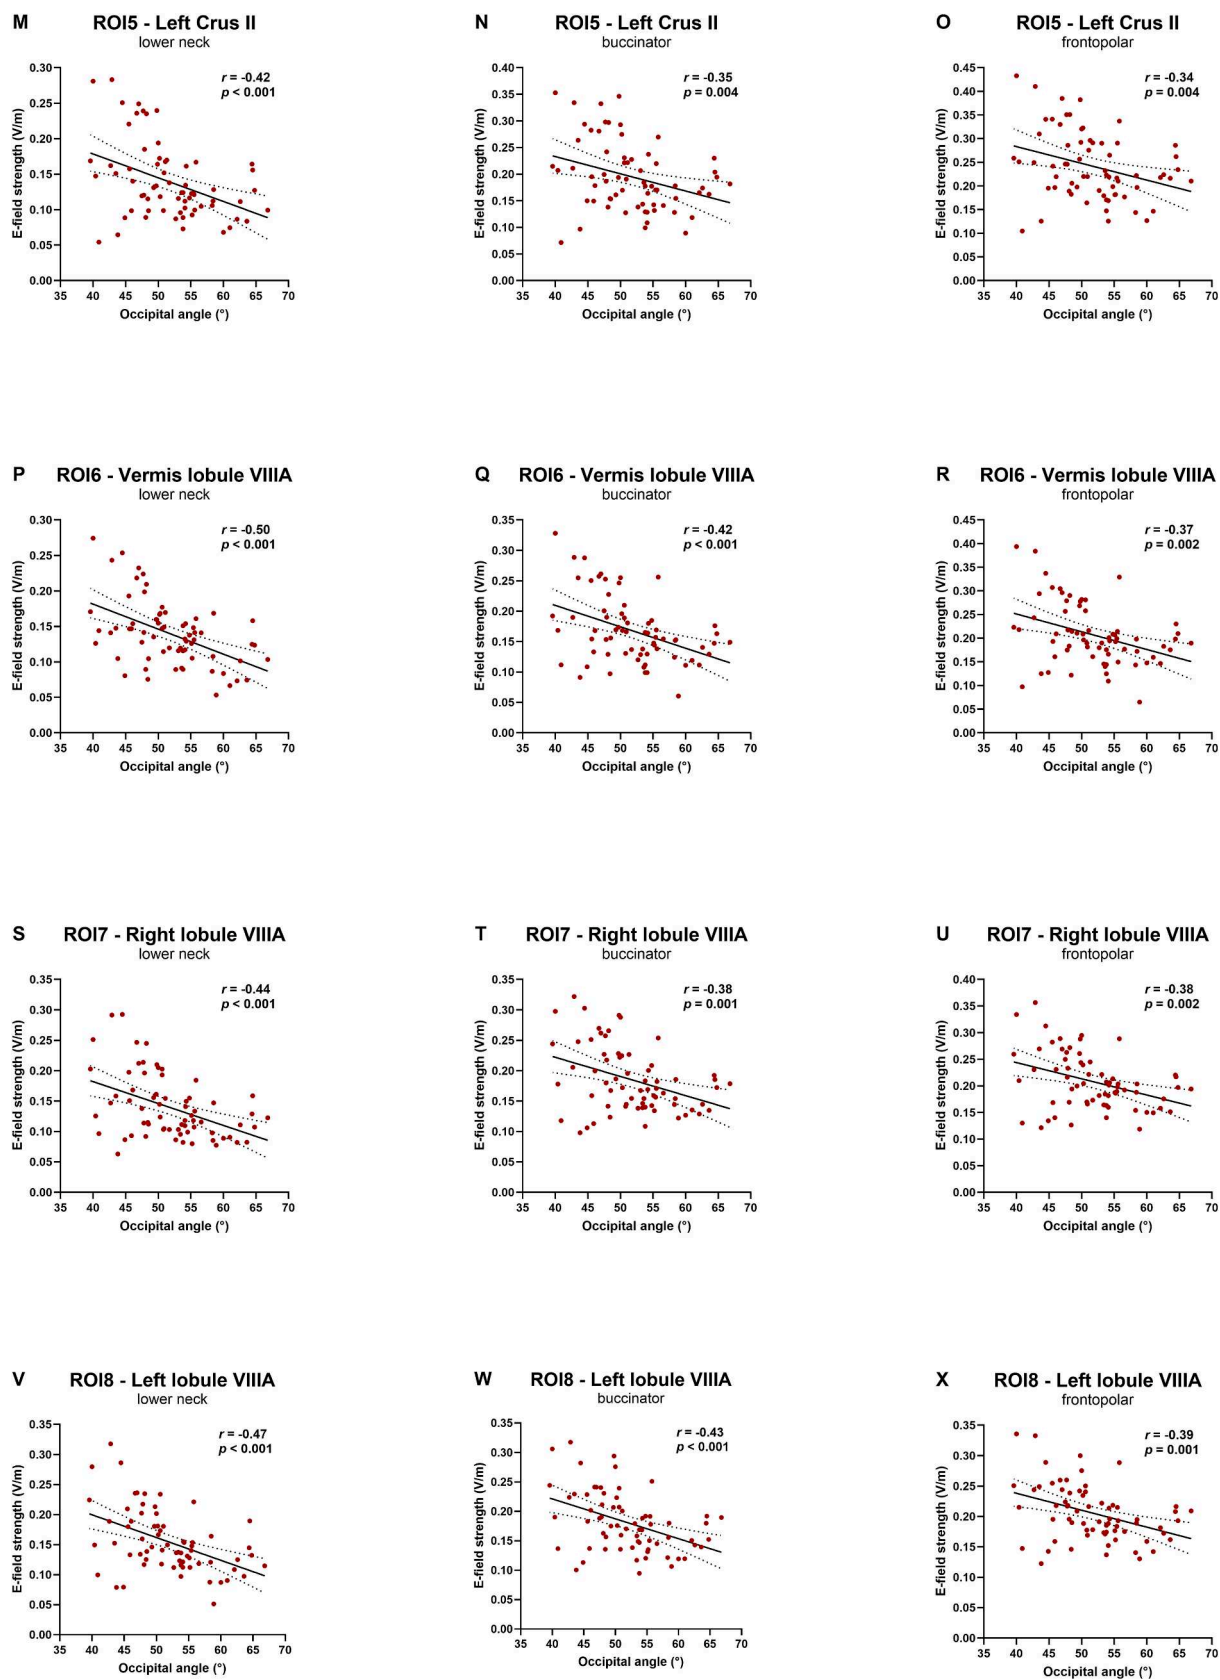 M ROI5 - Left Crus II
lower neck
r = -0.42
p < 0.001
E-field strength (V/m)
0.30
0.25
0.20
0.15
0.10
0.05
0.00
35 40 45 50 55 60 65 70
Occipital angle (°)
N ROI5 - Left Crus II
buccinator
r = -0.35
p = 0.004
E-field strength (V/m)
0.40
0.35
0.30
0.25
0.20
0.15
0.10
0.05
0.00
35 40 45 50 55 60 65 70
Occipital angle (°)
O ROI5 - Left Crus II
frontopolar
r = -0.34
p = 0.004
E-field strength (V/m)
0.45
0.40
0.35
0.30
0.25
0.20
0.15
0.10
0.05
0.00
35 40 45 50 55 60 65 70
Occipital angle (°)
P ROI6 - Vermis lobule VIIIA
lower neck
r = -0.50
p < 0.001
E-field strength (V/m)
0.30
0.25
0.20
0.15
0.10
0.05
0.00
35 40 45 50 55 60 65 70
Occipital angle (°)
Q ROI6 - Vermis lobule VIIIA
buccinator
r = -0.42
p < 0.001
E-field strength (V/m)
0.35
0.30
0.25
0.20
0.15
0.10
0.05
0.00
35 40 45 50 55 60 65 70
Occipital angle (°)
R ROI6 - Vermis lobule VIIIA
frontopolar
r = -0.37
p = 0.002
E-field strength (V/m)
0.45
0.40
0.35
0.30
0.25
0.20
0.15
0.10
0.05
0.00
35 40 45 50 55 60 65 70
Occipital angle (°)
S ROI7 - Right lobule VIIIA
lower neck
r = -0.44
p < 0.001
E-field strength (V/m)
0.35
0.30
0.25
0.20
0.15
0.10
0.05
0.00
35 40 45 50 55 60 65 70
Occipital angle (°)
T ROI7 - Right lobule VIIIA
buccinator
r = -0.38
p = 0.001
E-field strength (V/m)
0.35
0.30
0.25
0.20
0.15
0.10
0.05
0.00
35 40 45 50 55 60 65 70
Occipital angle (°)
U ROI7 - Right lobule VIIIA
frontopolar
r = -0.38
p = 0.002
E-field strength (V/m)
0.40
0.35
0.30
0.25
0.20
0.15
0.10
0.05
0.00
35 40 45 50 55 60 65 70
Occipital angle (°)
V ROI8 - Left lobule VIIIA
lower neck
r = -0.47
p < 0.001
E-field strength (V/m)
0.35
0.30
0.25
0.20
0.15
0.10
0.05
0.00
35 40 45 50 55 60 65 70
Occipital angle (°)
W ROI8 - Left lobule VIIIA
buccinator
r = -0.43
p < 0.001
E-field strength (V/m)
0.35
0.30
0.25
0.20
0.15
0.10
0.05
0.00
35 40 45 50 55 60 65 70
Occipital angle (°)
X ROI8 - Left lobule VIIIA
frontopolar
r = -0.39
p = 0.001
E-field strength (V/m)
0.35
0.30
0.25
0.20
0.15
0.10
0.05
0.00
35 40 45 50 55 60 65 70
Occipital angle (°)